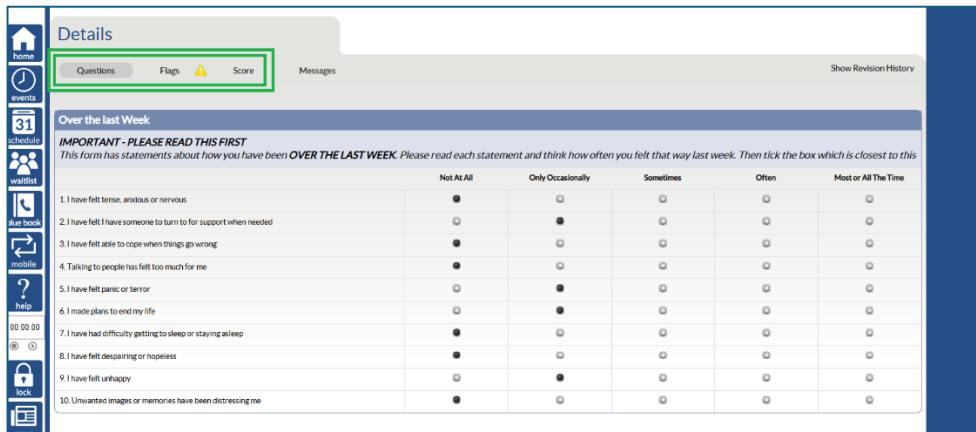 Details
home
Questions Flags Score Messages Show Revision History
events
Over the last Week
31
schedule
IMPORTANT - PLEASE READ THIS FIRST
This form has statements about how you have been OVER THE LAST WEEK. Please read each statement and think how often you felt that way last week. Then tick the box which is closest to this
waitlist
Not At All Only Occasionally Sometimes Often Most or All The Time
1. I have felt tense, anxious or nervous
2. I have felt I have someone to turn to for support when needed
blue book
3. I have felt able to cope when things go wrong
mobile
4. Talking to people has felt too much for me
5. I have felt panic or terror
help
6. I made plans to end my life
00:00:00
7. I have had difficulty getting to sleep or staying asleep
8. I have felt despairing or hopeless
lock
9. I have felt unhappy
10. Unwanted images or memories have been distressing me